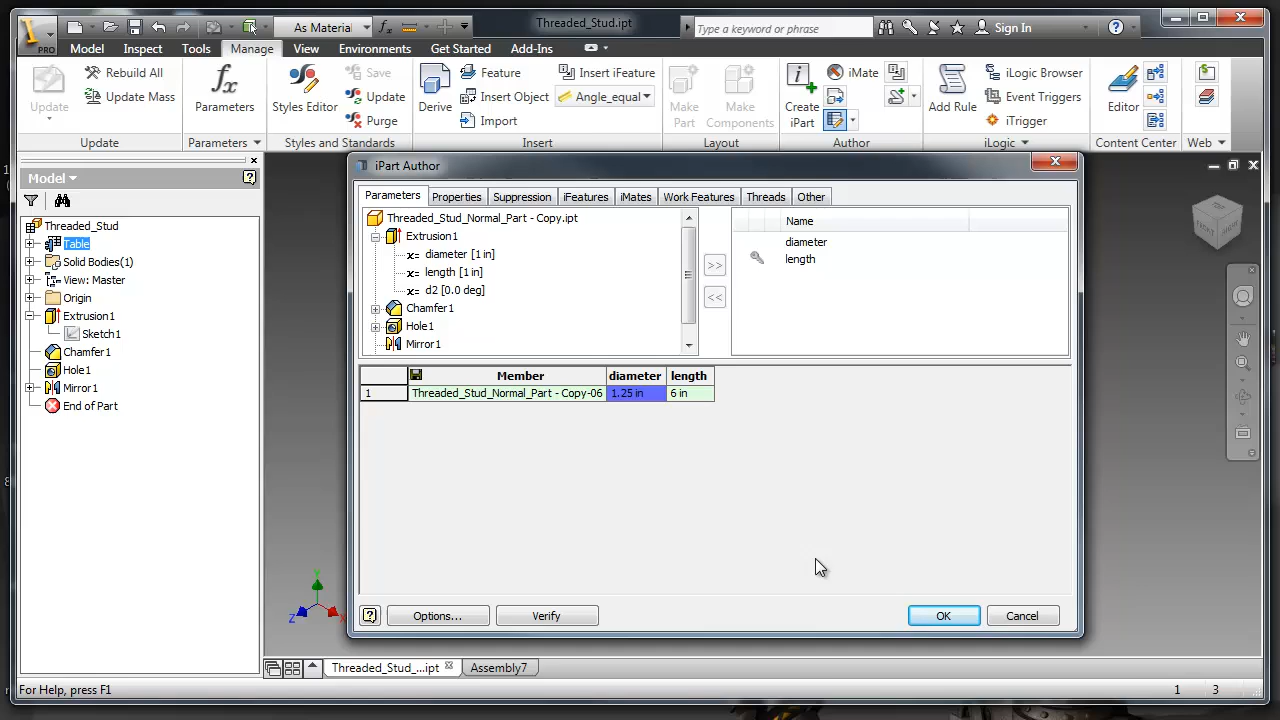 PRO
As Material
Threaded_Stud.ipt
Type a keyword or phrase
Sign In
Model Inspect Tools Manage View Environments Get Started Add-Ins
Update
Rebuild All
Update Mass
Update
fx
Parameters
Parameters
Styles Editor
Save
Update
Purge
Styles and Standards
Derive
Feature
Insert Object
Import
Insert iFeature
Angle_equal
Insert
Make
Part
Make
Components
Layout
Create
iPart
iMate
Author
Add Rule
iLogic Browser
Event Triggers
iTrigger
iLogic
Editor
Content Center
Web
Model
Threaded_Stud
Table
Solid Bodies(1)
View: Master
Origin
Extrusion1
Sketch1
Chamfer1
Hole1
Mirror1
End of Part
iPart Author
Parameters Properties Suppression iFeatures iMates Work Features Threads Other
Threaded_Stud_Normal_Part - Copy.ipt
Extrusion1
x= diameter [1 in]
x= length [1 in]
x= d2 [0.0 deg]
Chamfer1
Hole1
Mirror1
>>
<<
Name
diameter
length
Member diameter length
1 Threaded_Stud_Normal_Part - Copy-06 1.25 in 6 in
Options... Verify OK Cancel
Y
Z
X
Threaded_Stud_...ipt Assembly7
For Help, press F1 1 3